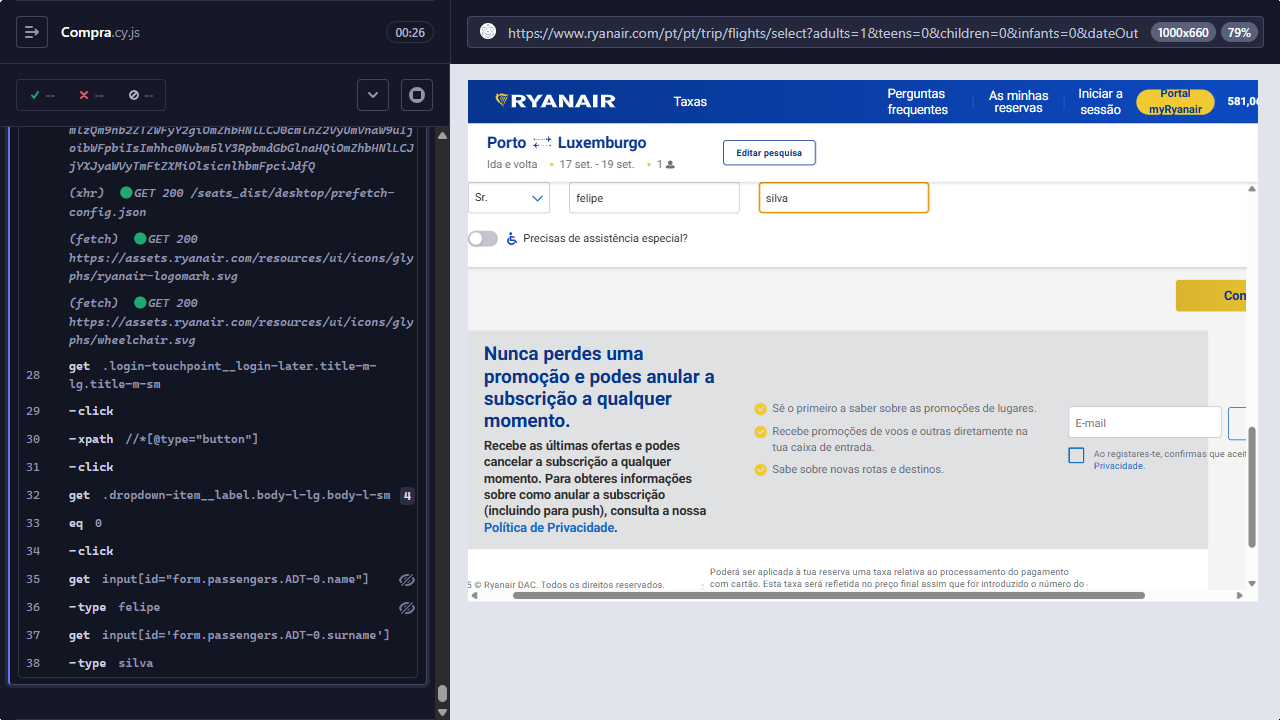 Compra.cy.js
00:26
--
--
--
oibWFpbiIsImhhc0Nvbm5lY3RpbmdGbGlnaHQiOmZhbHNlLCJ
jYXJyaWVyTmFtZXMiOlsicnlhbmFpciJdfQ
(xhr) GET 200 /seats_dist/desktop/prefetch-
config.json
(fetch) GET 200
https://assets.ryanair.com/resources/ui/icons/gly
phs/ryanair-logomark.svg
(fetch) GET 200
https://assets.ryanair.com/resources/ui/icons/gly
phs/wheelchair.svg
28 get .login-touchpoint__login-later.title-m-
lg.title-m-sm
29 -click
30 -xpath //*[@type="button"]
31 -click
32 get .dropdown-item__label.body-l-lg.body-l-sm 4
33 eq 0
34 -click
35 get input[id="form.passengers.ADT-0.name"]
36 -type felipe
37 get input[id='form.passengers.ADT-0.surname']
38 -type silva
https://www.ryanair.com/pt/pt/trip/flights/select?adults=1&teens=0&children=0&infants=0&dateOut
1000x660 79%
RYANAIR
Taxas
Perguntas
frequentes
As minhas
reservas
Iniciar a
sessão
Portal
myRyanair
581,0
Porto Luxemburgo
Ida e volta • 17 set. - 19 set. • 1
Editar pesquisa
Sr.
felipe
silva
Precisas de assistência especial?
Con
Nunca perdes uma
promoção e podes anular a
subscrição a qualquer
momento.
Recebe as últimas ofertas e podes
cancelar a subscrição a qualquer
momento. Para obteres informações
sobre como anular a subscrição
(incluindo para push), consulta a nossa
Política de Privacidade.
Sê o primeiro a saber sobre as promoções de lugares.
Recebe promoções de voos e outras diretamente na
tua caixa de entrada.
Sabe sobre novas rotas e destinos.
E-mail
Ao registares-te, confirmas que aceit
Privacidade.
5 © Ryanair DAC. Todos os direitos reservados.
Poderá ser aplicada à tua reserva uma taxa relativa ao processamento do pagamento
com cartão. Esta taxa será refletida no preço final assim que for introduzido o número do